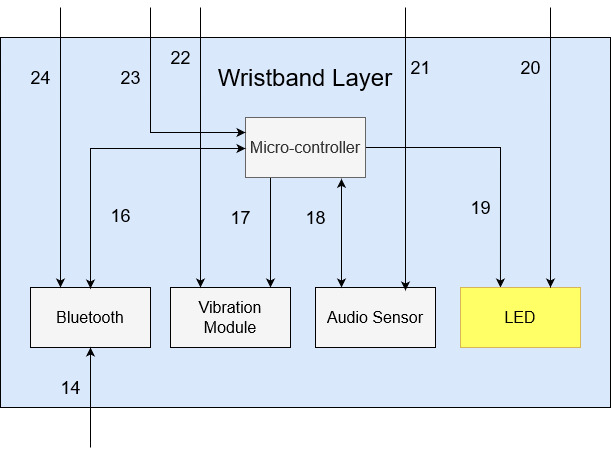 24
23
22
21
20
Wristband Layer
Micro-controller
16
17
18
19
Bluetooth
Vibration
Module
Audio Sensor
LED
14